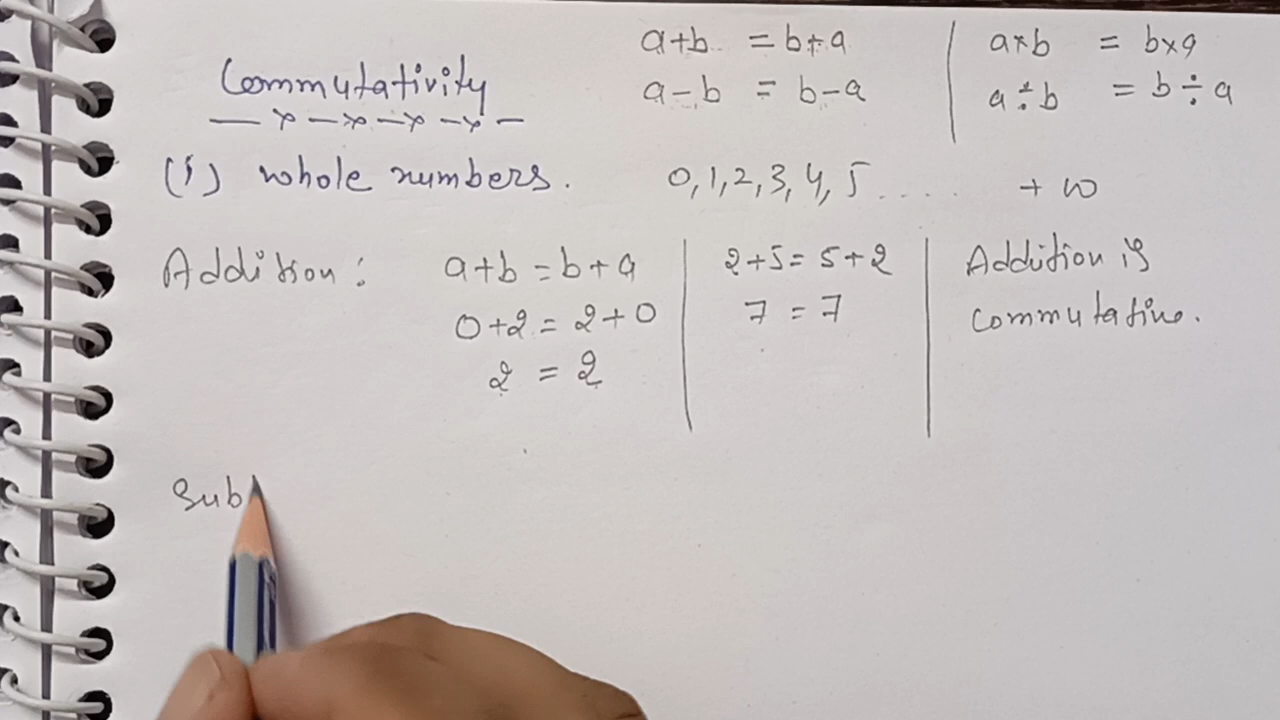 a+b = b+a | a×b = b×a
Commutativity
a-b = b-a | a÷b = b÷a
(i) whole numbers. 0,1,2,3,4,5 ..... + ∞
Addition: a+b = b+a | 2+5 = 5+2 | Addition is
0+2 = 2+0 | 7 = 7 | commutative.
2 = 2
Sub